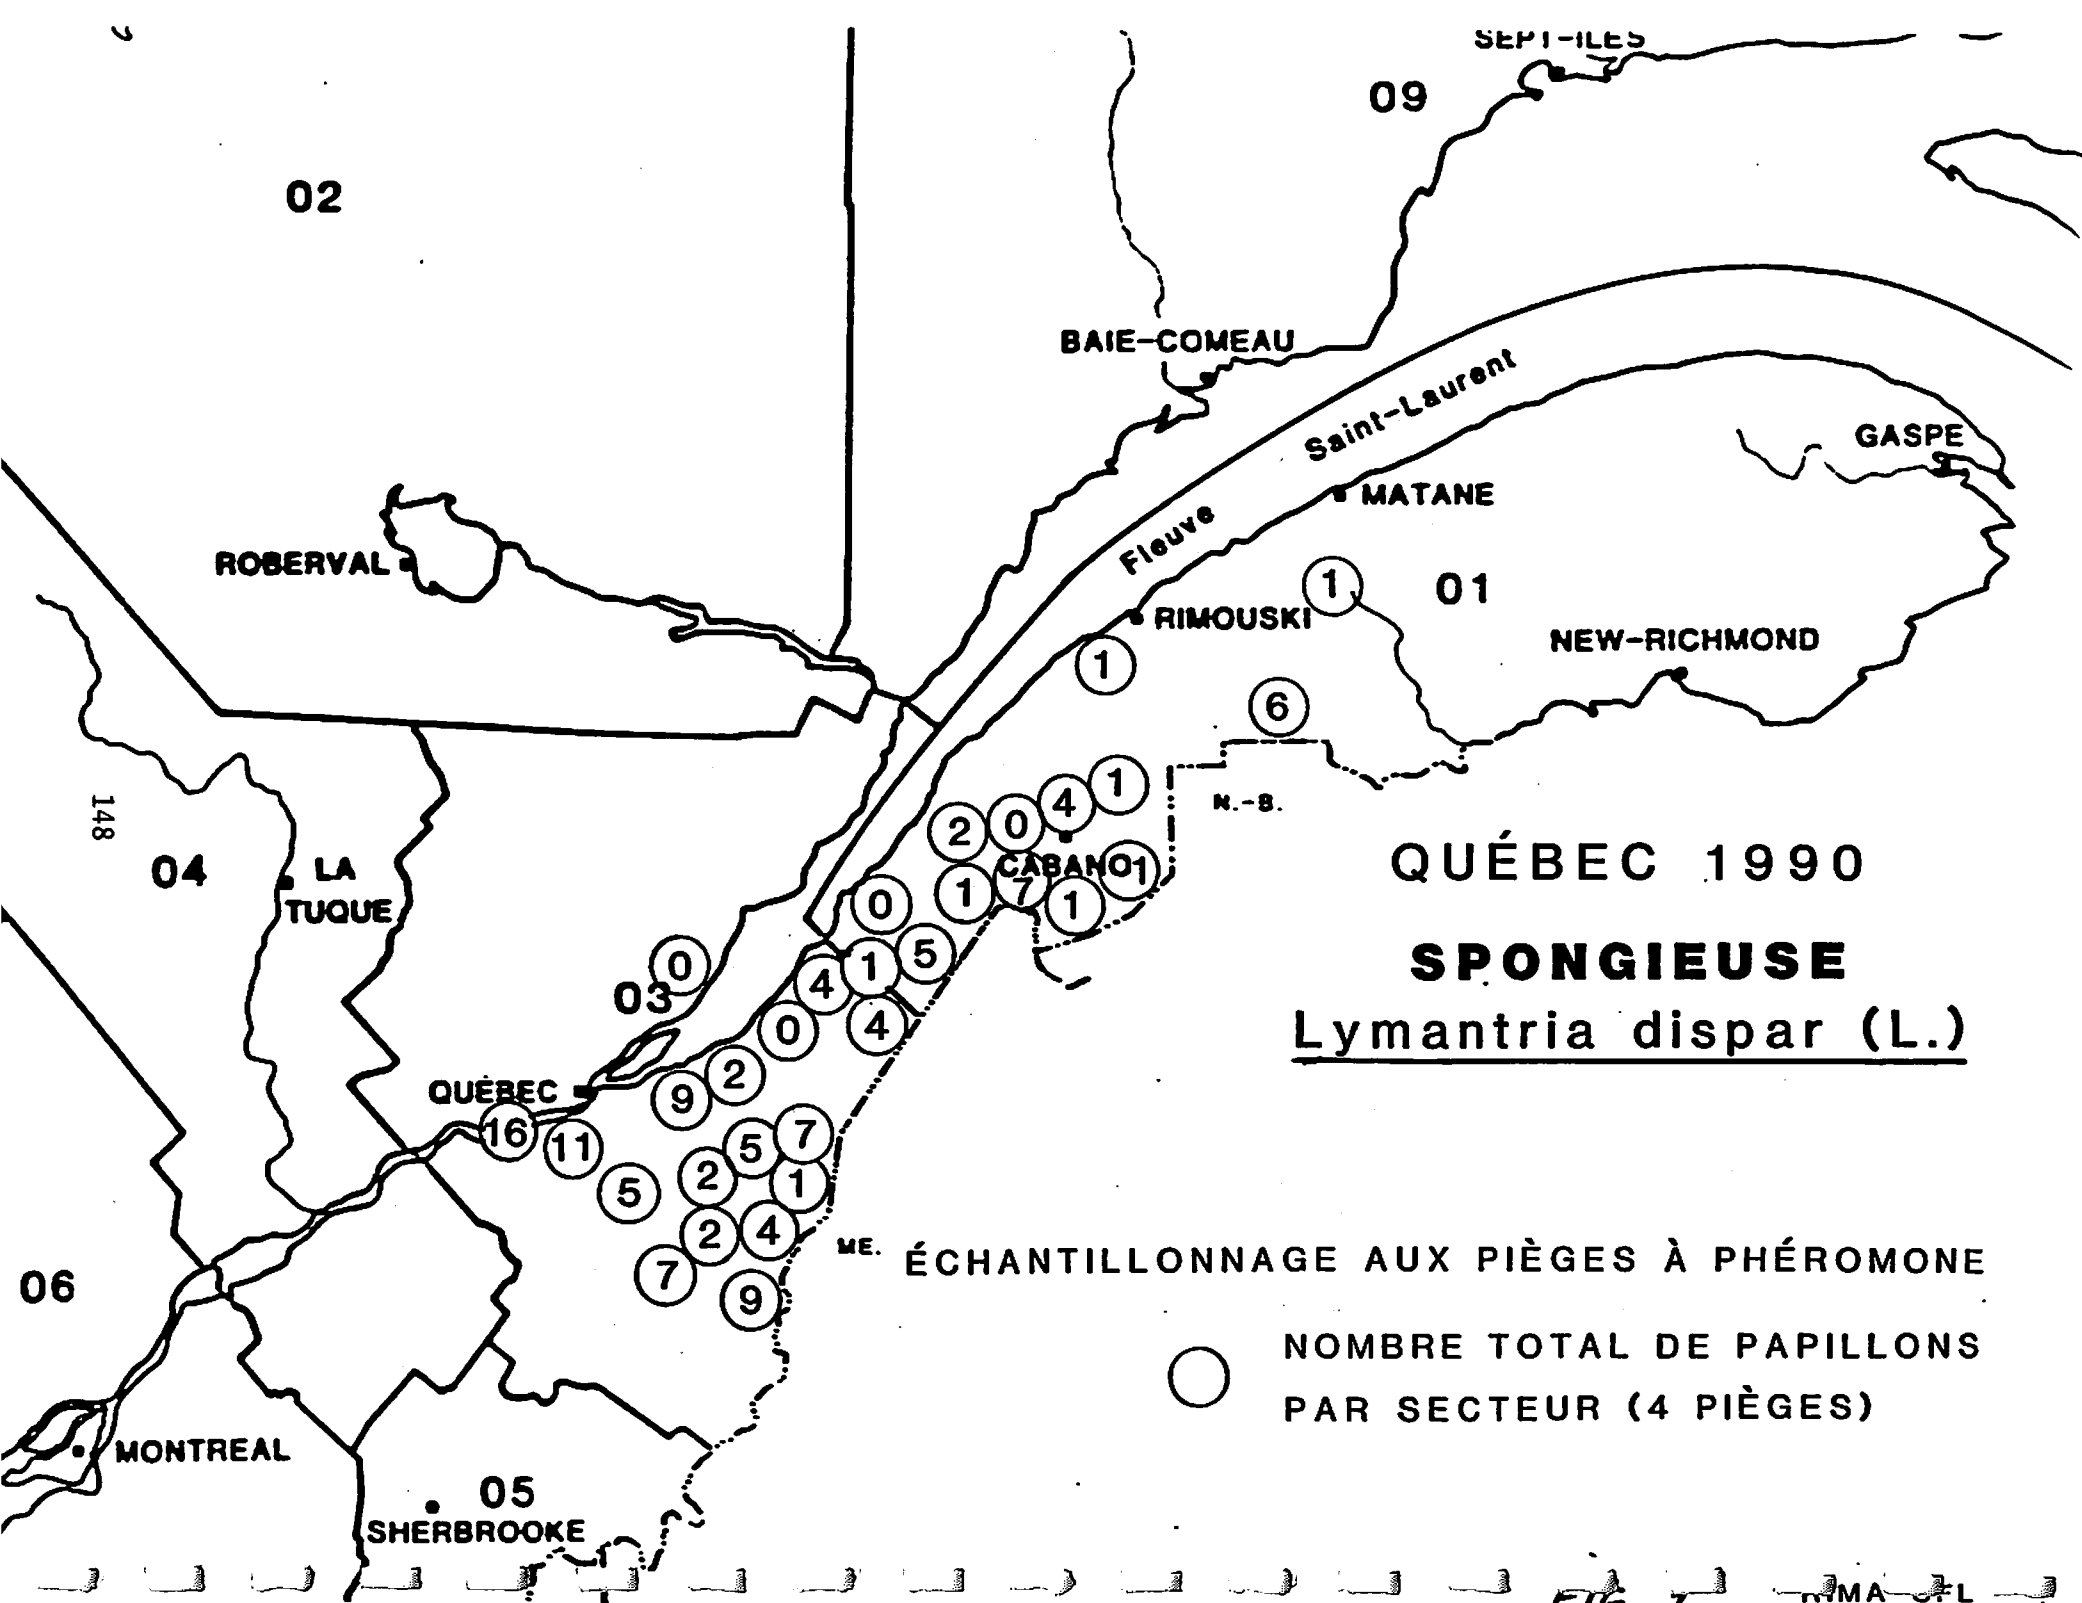 SEPT-ILES
09
02
BAIE-COMEAU
Saint-Laurent
GASPE
MATANE
Fleuve
ROBERVAL
1
01
RIMOUSKI
NEW-RICHMOND
1
6
1
4
N.-B.
148
0
2
QUÉBEC 1990
CABANO
1
04
LA
7
1
TUQUE
0
1
5
SPONGIEUSE
0
1
4
03
4
0
Lymantria dispar (L.)
2
QUÉBEC
9
16
7
11
5
2
1
5
4
2
ME.
ÉCHANTILLONNAGE AUX PIÈGES À PHÉROMONE
7
06
9
NOMBRE TOTAL DE PAPILLONS
PAR SECTEUR (4 PIÈGES)
MONTREAL
05
SHERBROOKE